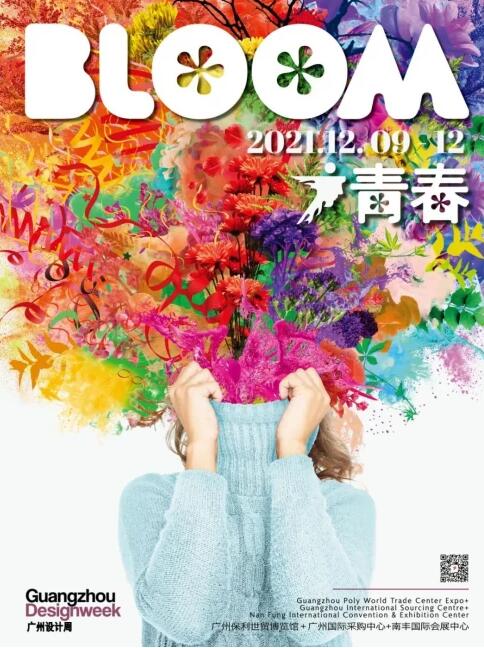 BLOOM
2021.12.09 12
青春
Guangzhou
Designweek
广州设计周
Guangzhou Poly World Trade Center Expo+
Guangzhou International Sourcing Centre+
Nan Fung International Convention & Exhibition Center
广州保利世贸博览馆+广州国际采购中心+南丰国际会展中心